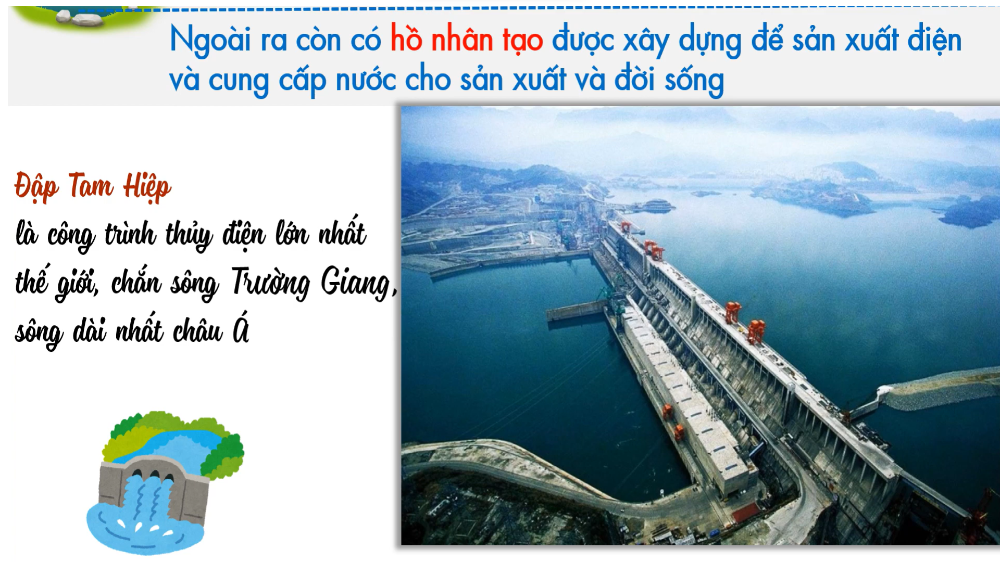 Ngoài ra còn có hồ nhân tạo được xây dựng để sản xuất điện
và cung cấp nước cho sản xuất và đời sống
Đập Tam Hiệp
là công trình thủy điện lớn nhất
thế giới, chắn sông Trường Giang,
sông dài nhất châu Á